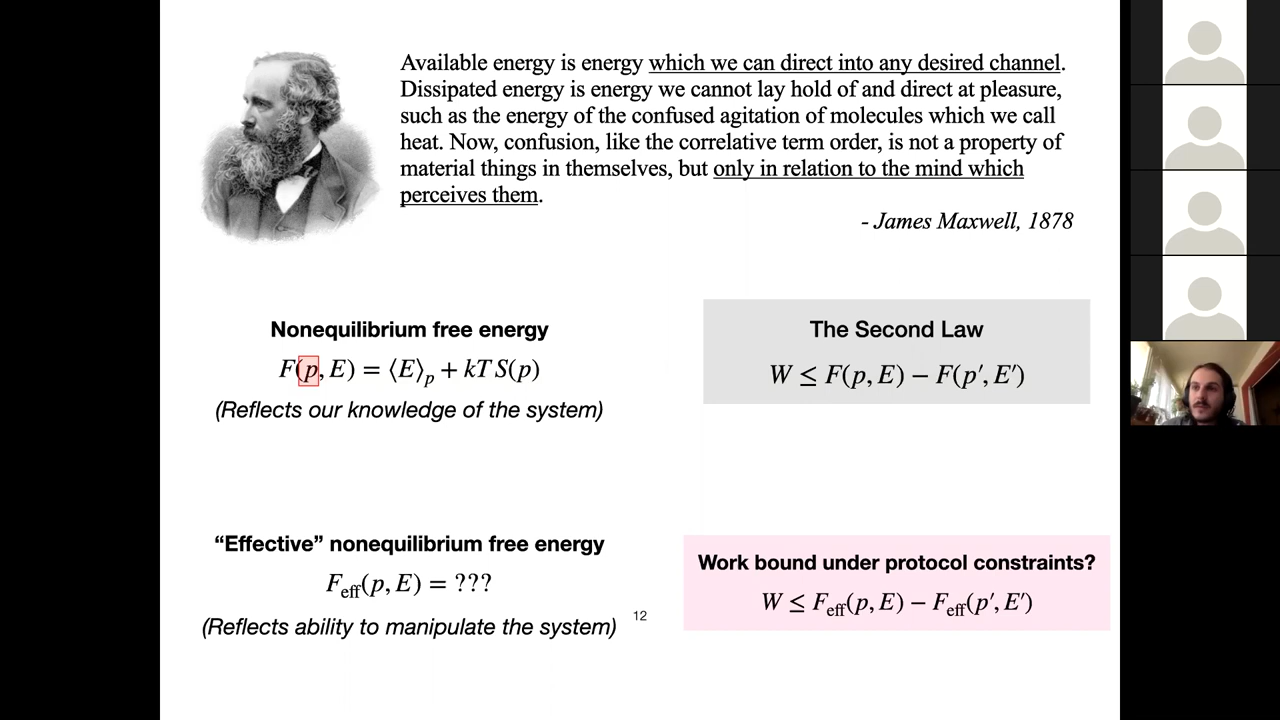 Available energy is energy which we can direct into any desired channel.
Dissipated energy is energy we cannot lay hold of and direct at pleasure,
such as the energy of the confused agitation of molecules which we call
heat. Now, confusion, like the correlative term order, is not a property of
material things in themselves, but only in relation to the mind which
perceives them.
- James Maxwell, 1878
Nonequilibrium free energy
F(p, E) = ⟨E⟩p + kT S(p)
(Reflects our knowledge of the system)
The Second Law
W ≤ F(p, E) − F(p′, E′)
“Effective” nonequilibrium free energy
Feff(p, E) = ???
(Reflects ability to manipulate the system)
12
Work bound under protocol constraints?
W ≤ Feff(p, E) − Feff(p′, E′)